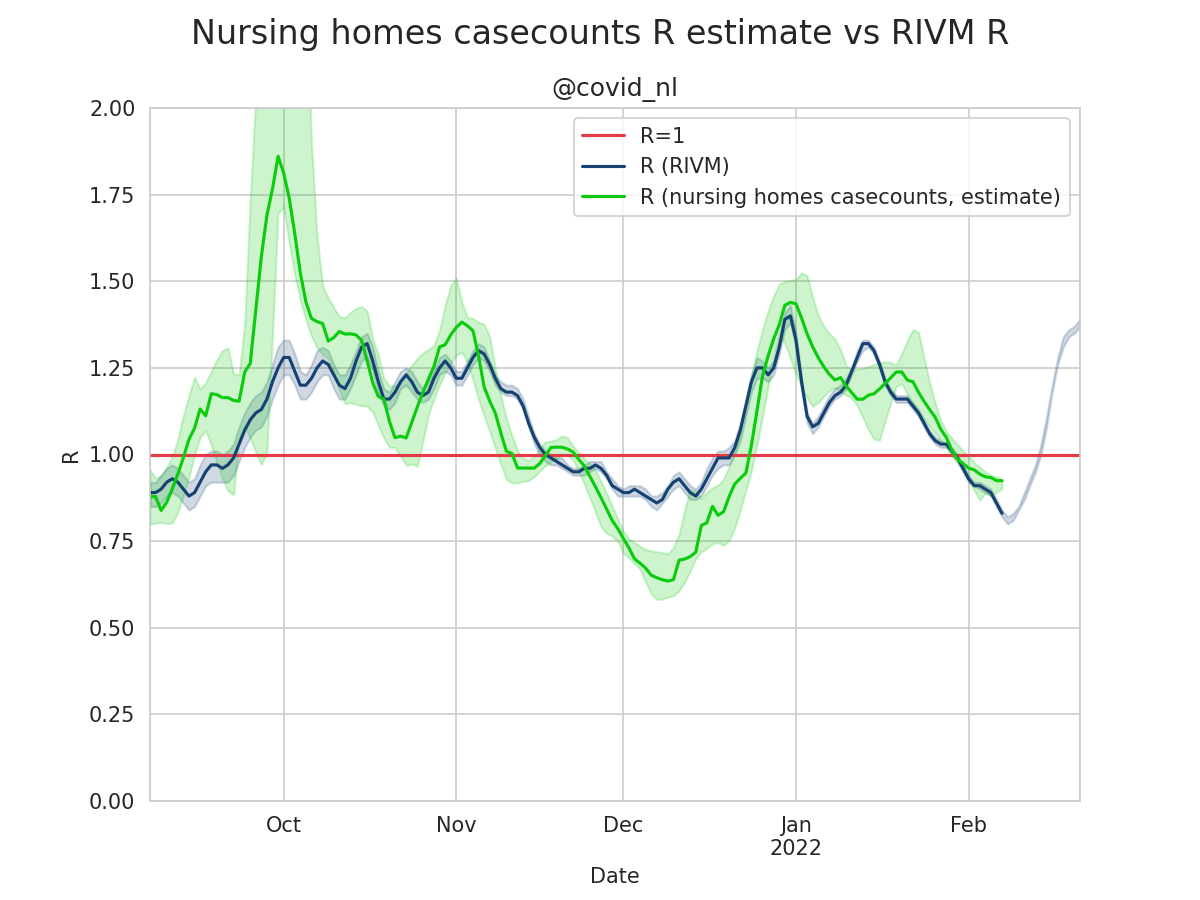 Nursing homes casecounts R estimate vs RIVM R
@covid_nl
R=1
R (RIVM)
R (nursing homes casecounts, estimate)
2.00
1.75
1.50
1.25
1.00
0.75
0.50
0.25
0.00
R
Oct
Nov
Dec
Jan
2022
Feb
Date